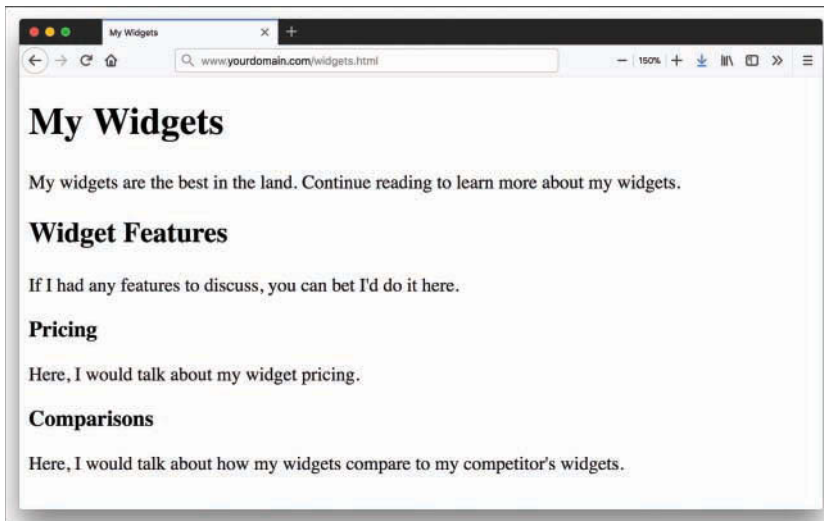 My Widgets
www.yourdomain.com/widgets.html
150%
My Widgets
My widgets are the best in the land. Continue reading to learn more about my widgets.
Widget Features
If I had any features to discuss, you can bet I'd do it here.
Pricing
Here, I would talk about my widget pricing.
Comparisons
Here, I would talk about how my widgets compare to my competitor's widgets.